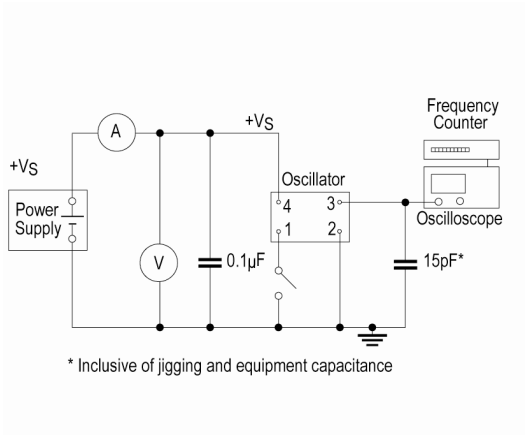 Frequency
Counter
A
+VS
+VS
Oscillator
Power
Supply
4
3
1
2
Oscilloscope
V
0.1µF
15pF*
* Inclusive of jigging and equipment capacitance